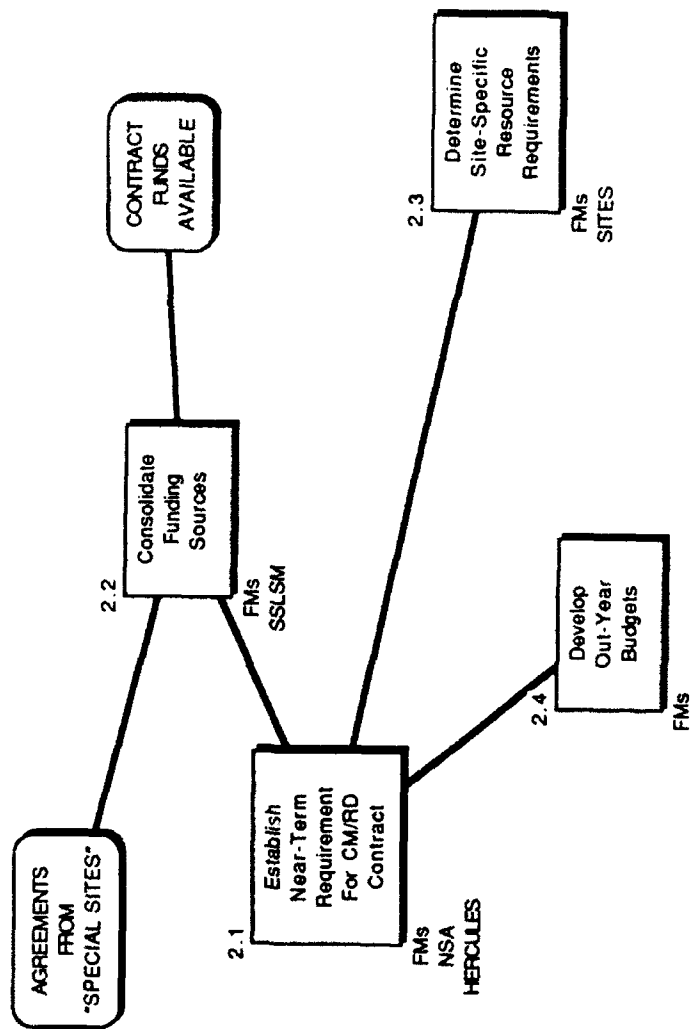 AGREEMENTS
FROM
"SPECIAL SITES"
2.2
Consolidate
Funding
Sources
FMs
SSLSM
CONTRACT
FUNDS
AVAILABLE
2.1
Establish
Near-Term
Requirement
For CM/RD
Contract
FMs
NSA
HERCULES
2.4
Develop
Out-Year
Budgets
FMs
2.3
Determine
Site-Specific
Resource
Requirements
FMs
SITES